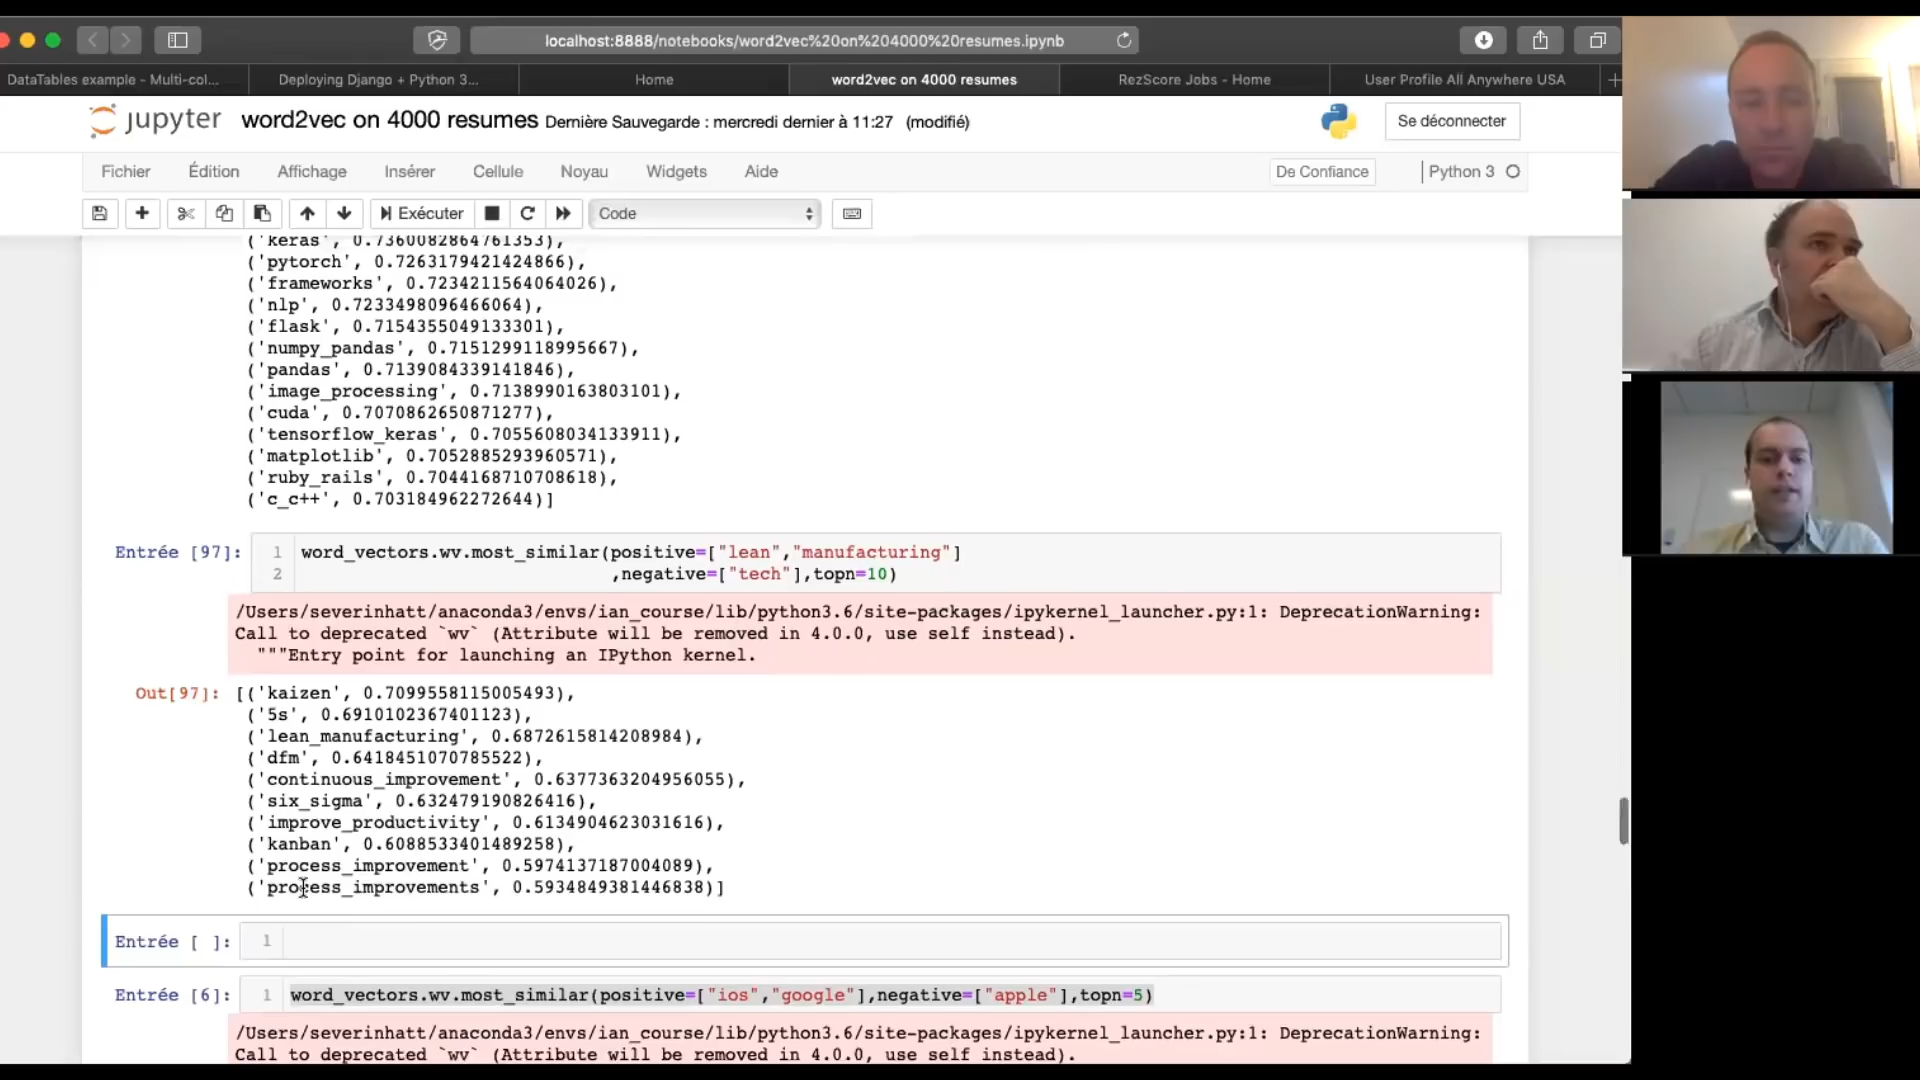 localhost:8888/notebooks/word2vec%20on%204000%20resumes.ipynb
DataTables example - Multi-col...
Deploying Django + Python 3...
Home
word2vec on 4000 resumes
RezScore Jobs - Home
User Profile All Anywhere USA
jupyter word2vec on 4000 resumes Dernière Sauvegarde : mercredi dernier à 11:27 (modifié)
Se déconnecter
Fichier Édition Affichage Insérer Cellule Noyau Widgets Aide
De Confiance
Python 3
Exécuter
Code
('keras', 0.7360082864761353),
('pytorch', 0.7263179421424866),
('frameworks', 0.7234211564064026),
('nlp', 0.7233498096466064),
('flask', 0.7154355049133301),
('numpy_pandas', 0.7151299118995667),
('pandas', 0.7139084339141846),
('image_processing', 0.7138990163803101),
('cuda', 0.7070862650871277),
('tensorflow_keras', 0.7055608034133911),
('matplotlib', 0.7052885293960571),
('ruby_rails', 0.7044168710708618),
('c_c++', 0.703184962272644)]
Entrée [97]:
1 word_vectors.wv.most_similar(positive=["lean","manufacturing"]
2 ,negative=["tech"],topn=10)
/Users/severinhatt/anaconda3/envs/ian_course/lib/python3.6/site-packages/ipykernel_launcher.py:1: DeprecationWarning:
Call to deprecated `wv` (Attribute will be removed in 4.0.0, use self instead).
"""Entry point for launching an IPython kernel.
Out[97]: [('kaizen', 0.7099558115005493),
('5s', 0.6910102367401123),
('lean_manufacturing', 0.6872615814208984),
('dfm', 0.6418451070785522),
('continuous_improvement', 0.6377363204956055),
('six_sigma', 0.632479190826416),
('improve_productivity', 0.6134904623031616),
('kanban', 0.6088533401489258),
('process_improvement', 0.5974137187004089),
('process_improvements', 0.5934849381446838)]
Entrée [ ]: 1
Entrée [6]: 1 word_vectors.wv.most_similar(positive=["ios","google"],negative=["apple"],topn=5)
/Users/severinhatt/anaconda3/envs/ian_course/lib/python3.6/site-packages/ipykernel_launcher.py:1: DeprecationWarning:
Call to deprecated `wv` (Attribute will be removed in 4.0.0, use self instead).